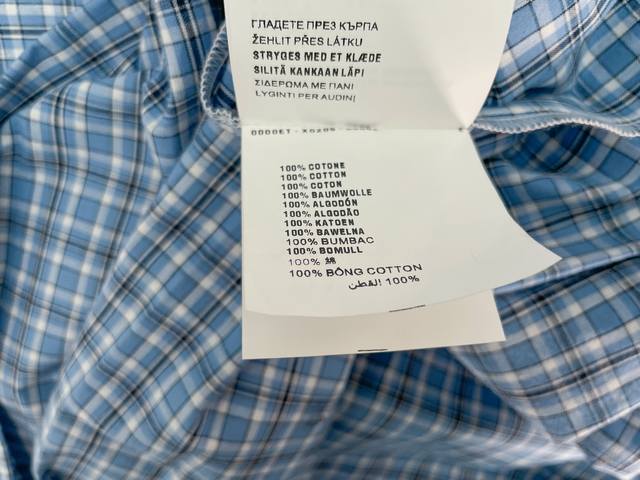 ГЛАДЕТЕ ПРЕЗ КЪРПА
ŽEHLIT PŘES LÁTKU
STRYGES MED ET KLÆDE
SILITÄ KANKAAN LÄPI
ΣΙΔΕΡΩΜΑ ΜΕ ΠΑΝΙ
LYGINTI PER AUDINĮ
100% COTONE
100% COTTON
100% COTON
100% BAUMWOLLE
100% ALGODÓN
100% ALGODÃO
100% KATOEN
100% BAWELNA
100% BUMBAC
100% BOMULL
100% 綿
100% BÔNG COTTON
100% القطن